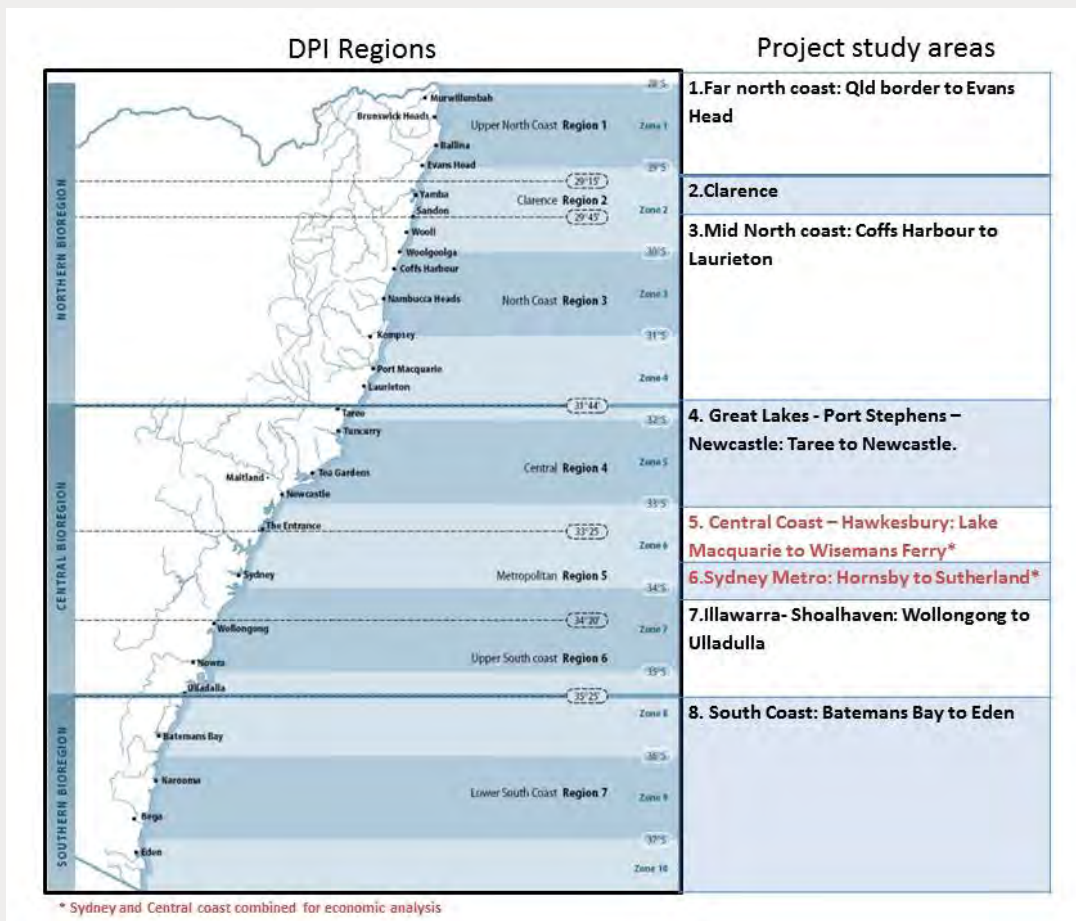 DPI Regions
Project study areas
NORTHERN BIOREGION
CENTRAL BIOREGION
SOUTHERN BIOREGION
28°S
Murwillumbah
Brunswick Heads
Upper North Coast Region 1
Zone 1
Ballina
Evans Head
29°S
29°15'
Yamba
Clarence Region 2
Zone 2
Sandon
29°45'
Wooli
Woolgoolga
30°S
Coffs Harbour
Nambucca Heads
North Coast Region 3
Zone 3
Kempsey
31°S
Port Macquarie
Zone 4
Laurieton
31°44'
Taree
32°S
Tuncurry
Central Region 4
Zone 5
Tea Gardens
Maitland
Newcastle
33°S
The Entrance
33°25'
Zone 6
Sydney
Metropolitan Region 5
34°S
34°20'
Wollongong
Zone 7
Nowra
Upper South coast Region 6
35°S
Ulladulla
35°25'
Zone 8
Batemans Bay
36°S
Narooma
Lower South Coast Region 7
Zone 9
Bega
37°S
Eden
Zone 10
1.Far north coast: Qld border to Evans
Head
2.Clarence
3.Mid North coast: Coffs Harbour to
Laurieton
4. Great Lakes - Port Stephens –
Newcastle: Taree to Newcastle.
5. Central Coast – Hawkesbury: Lake
Macquarie to Wisemans Ferry*
6.Sydney Metro: Hornsby to Sutherland*
7.Illawarra- Shoalhaven: Wollongong to
Ulladulla
8. South Coast: Batemans Bay to Eden
* Sydney and Central coast combined for economic analysis